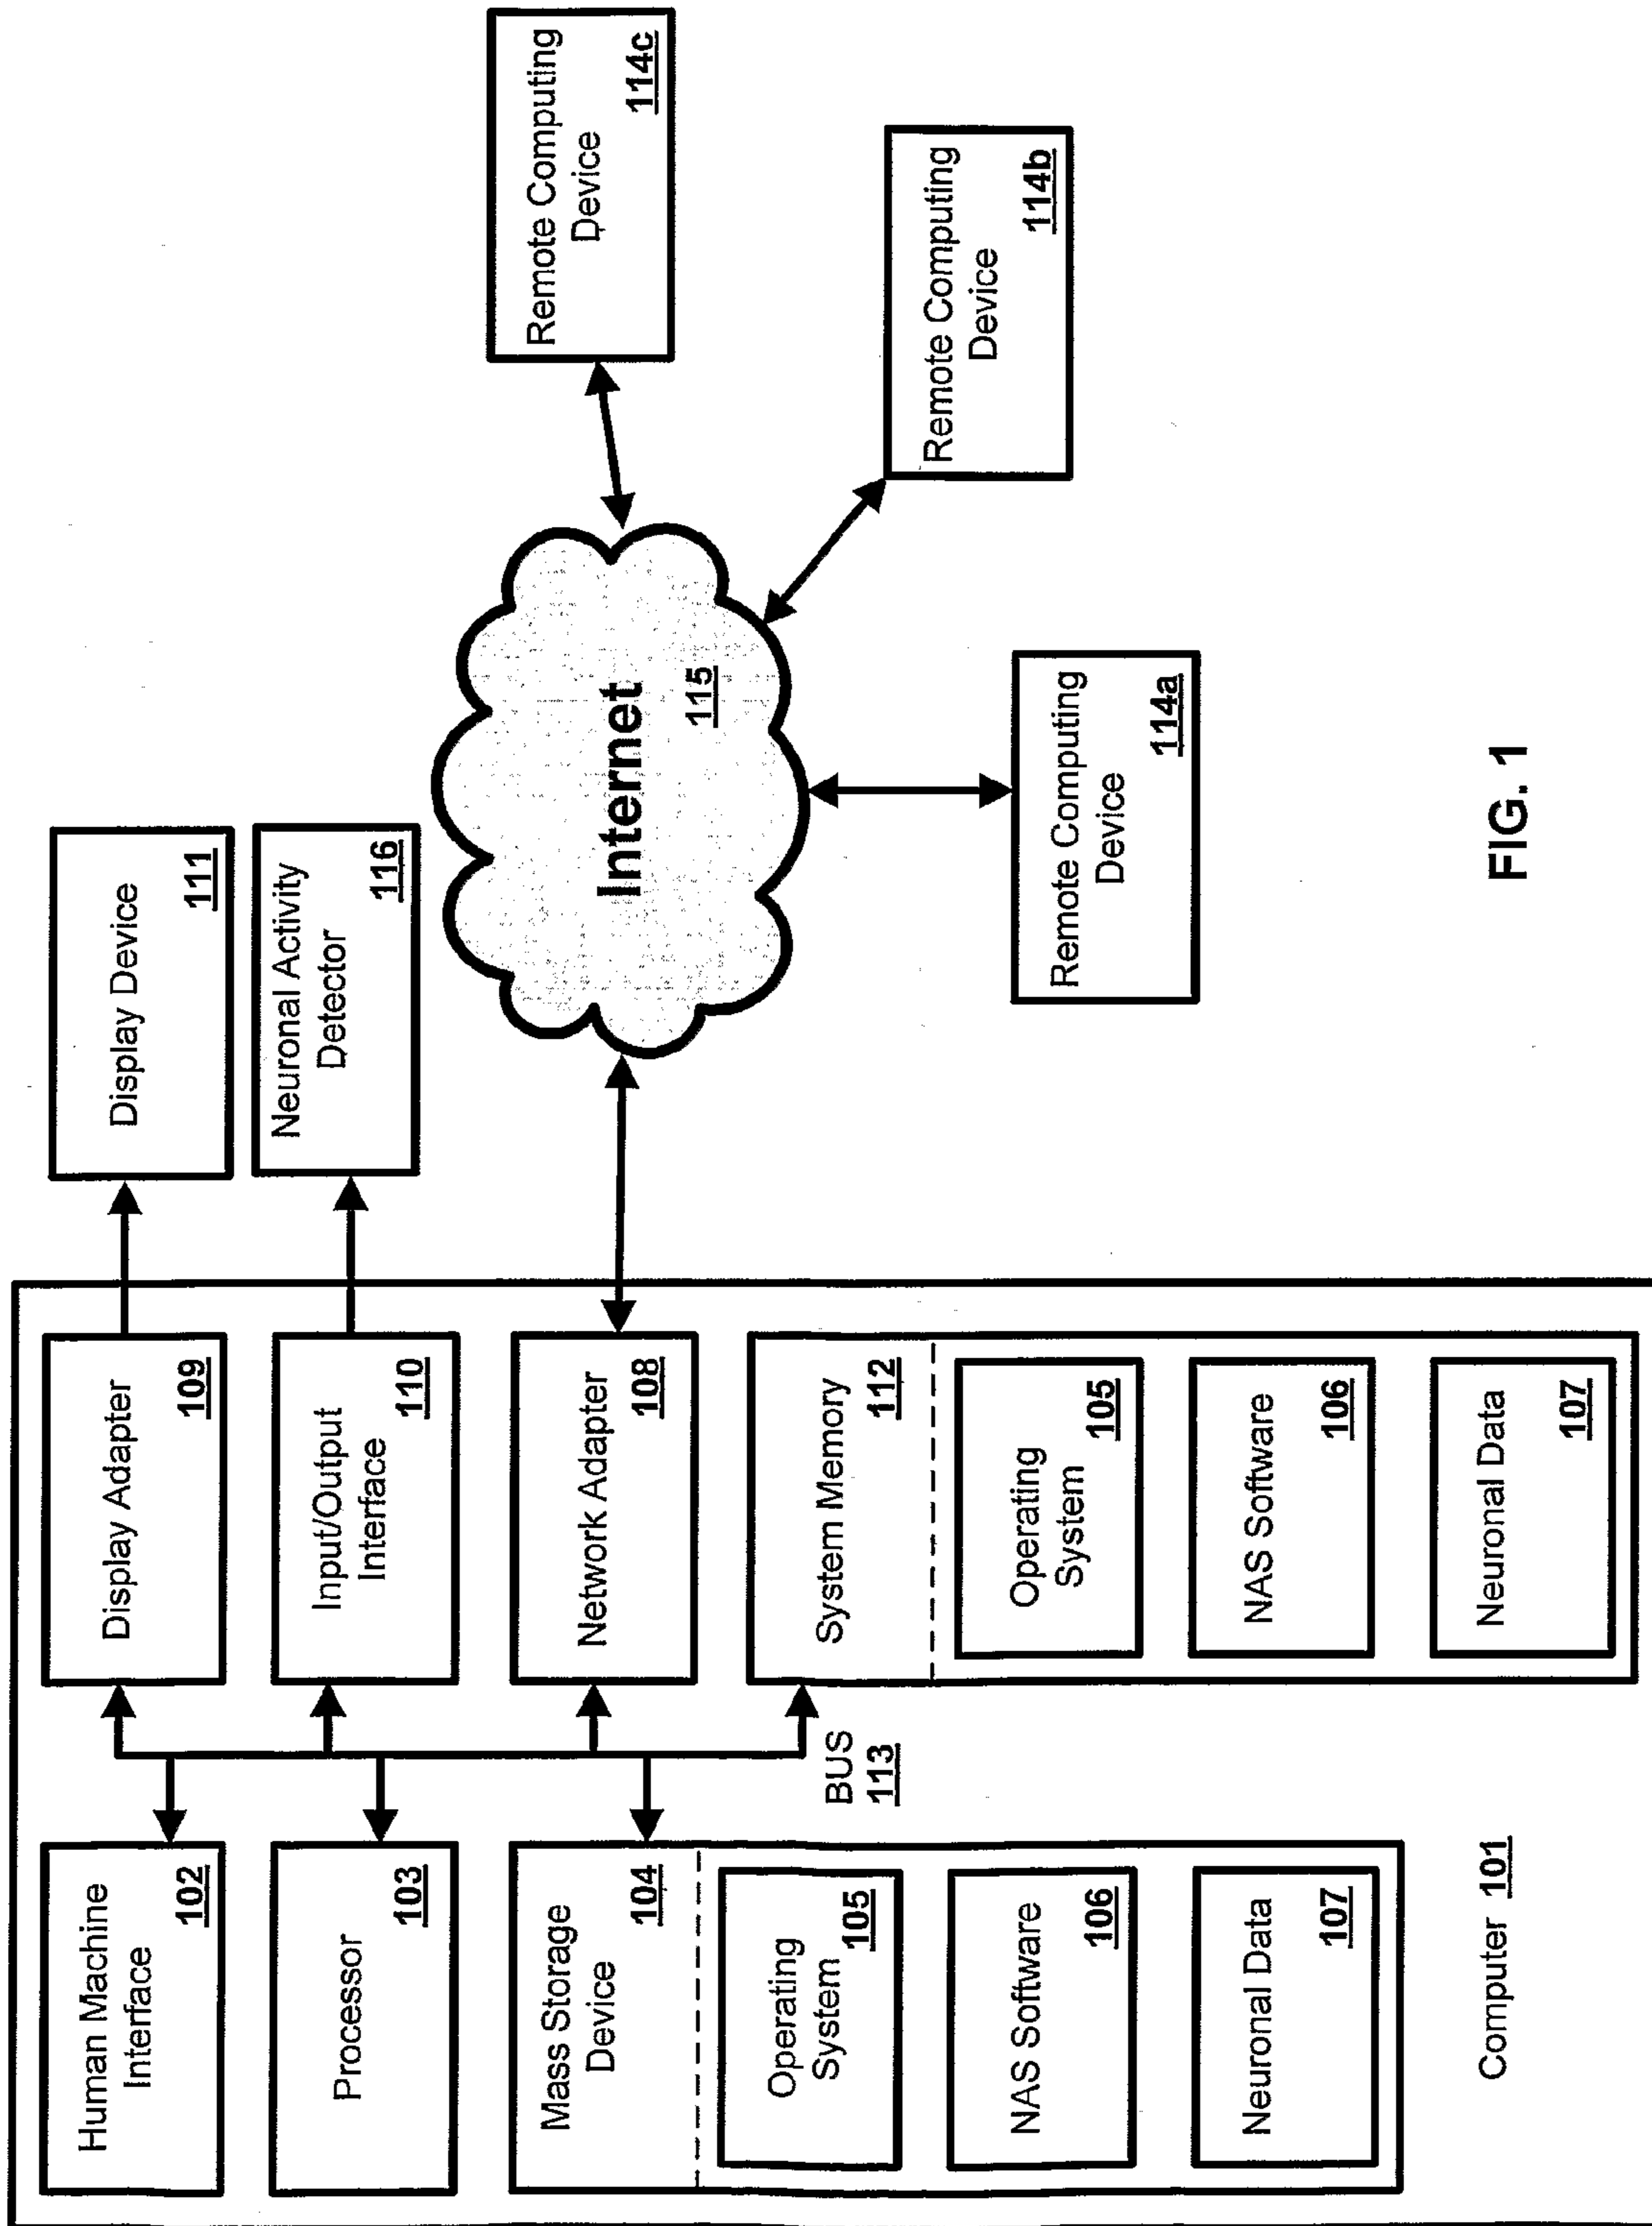 Human Machine
Interface
102
Processor
103
Mass Storage
Device
104
Operating
System
105
NAS Software
106
Neuronal Data
107
Computer 101
BUS
113
Display Adapter
109
Input/Output
Interface
110
Network Adapter
108
System Memory
112
Operating
System
105
NAS Software
106
Neuronal Data
107
Display Device
111
Neuronal Activity
Detector
116
Internet
115
Remote Computing
Device
114a
Remote Computing
Device
114b
Remote Computing
Device
114c
FIG. 1